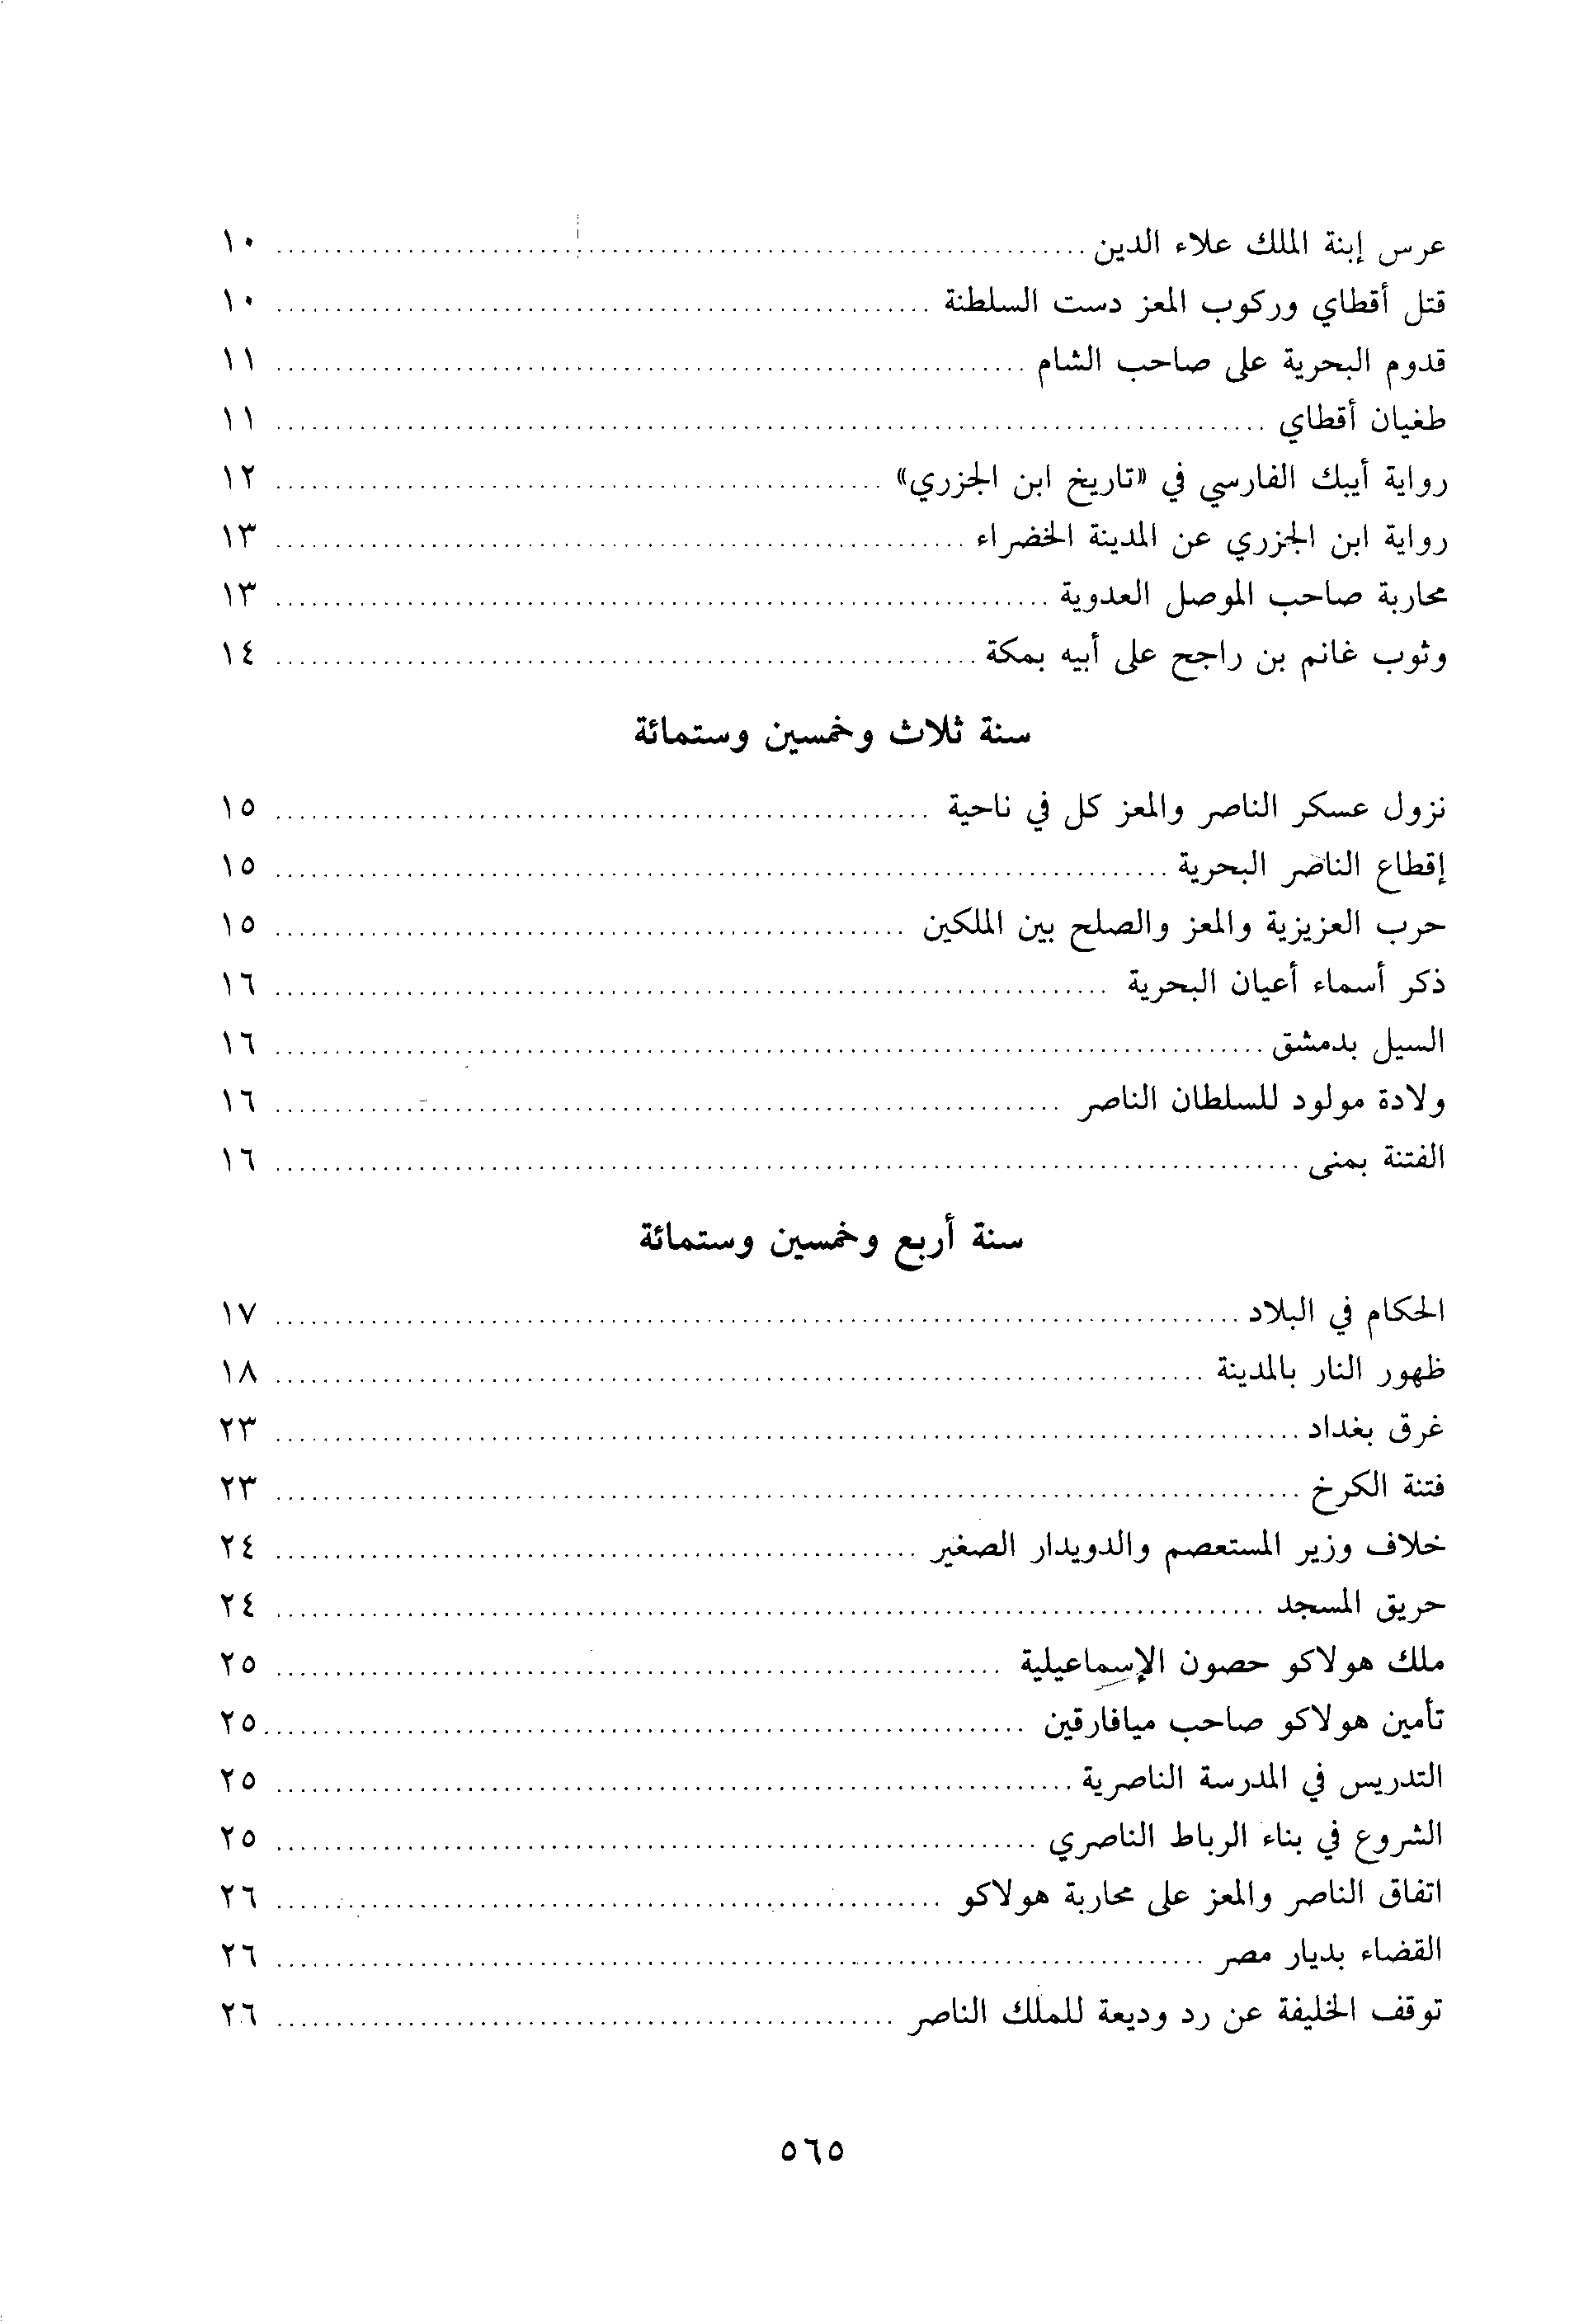 عرس إبنة الملك علاء الدين ........ ١٠
قتل أقطاي وركوب المعز دست السلطنة ........ ١٠
قدوم البحرية على صاحب الشام ........ ١١
طغيان أقطاي ........ ١١
رواية أيبك الفارسي في «تاريخ ابن الجزري» ........ ١٢
رواية ابن الجزري عن المدينة الخضراء ........ ١٣
محاربة صاحب الموصل العدوية ........ ١٣
وثوب غانم بن راجح على أبيه بمكة ........ ١٤
سنة ثلاث وخمسين وستمائة
نزول عسكر الناصر والمعز كل في ناحية ........ ١٥
إقطاع الناصر البحرية ........ ١٥
حرب العزيزية والمعز والصلح بين الملكين ........ ١٥
ذكر أسماء أعيان البحرية ........ ١٦
السيل بدمشق ........ ١٦
ولادة مولود للسلطان الناصر ........ ١٦
الفتنة بمنى ........ ١٦
سنة أربع وخمسين وستمائة
الحكام في البلاد ........ ١٧
ظهور النار بالمدينة ........ ١٨
غرق بغداد ........ ٢٣
فتنة الكرخ ........ ٢٣
خلاف وزير المستعصم والدويدار الصغير ........ ٢٤
حريق المسجد ........ ٢٤
ملك هولاكو حصون الإسماعيلية ........ ٢٥
تأمين هولاكو صاحب ميافارقين ........ ٢٥
التدريس في المدرسة الناصرية ........ ٢٥
الشروع في بناء الرباط الناصري ........ ٢٥
اتفاق الناصر والمعز على محاربة هولاكو ........ ٢٦
القضاء بديار مصر ........ ٢٦
توقف الخليفة عن رد وديعة للملك الناصر ........ ٢٦
٥٦٥